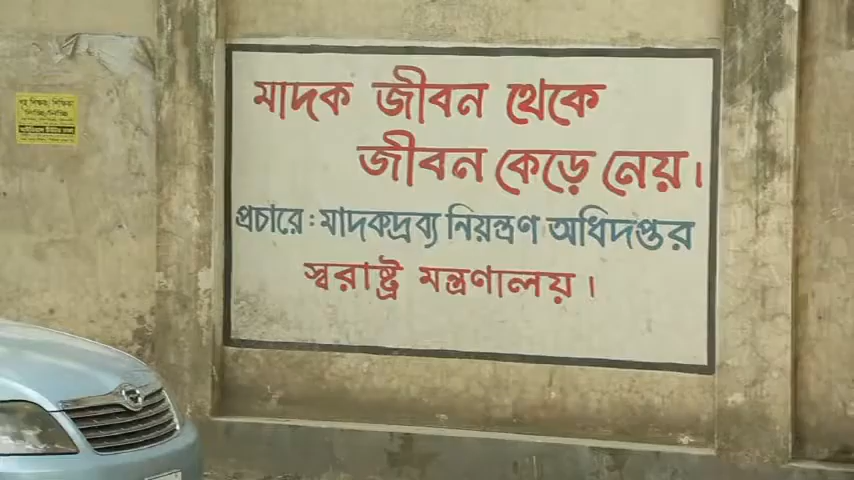 মাদক জীবন থেকে
জীবন কেড়ে নেয়।
প্রচারে : মাদকদ্রব্য নিয়ন্ত্রণ অধিদপ্তর
স্বরাষ্ট্র মন্ত্রণালয়।